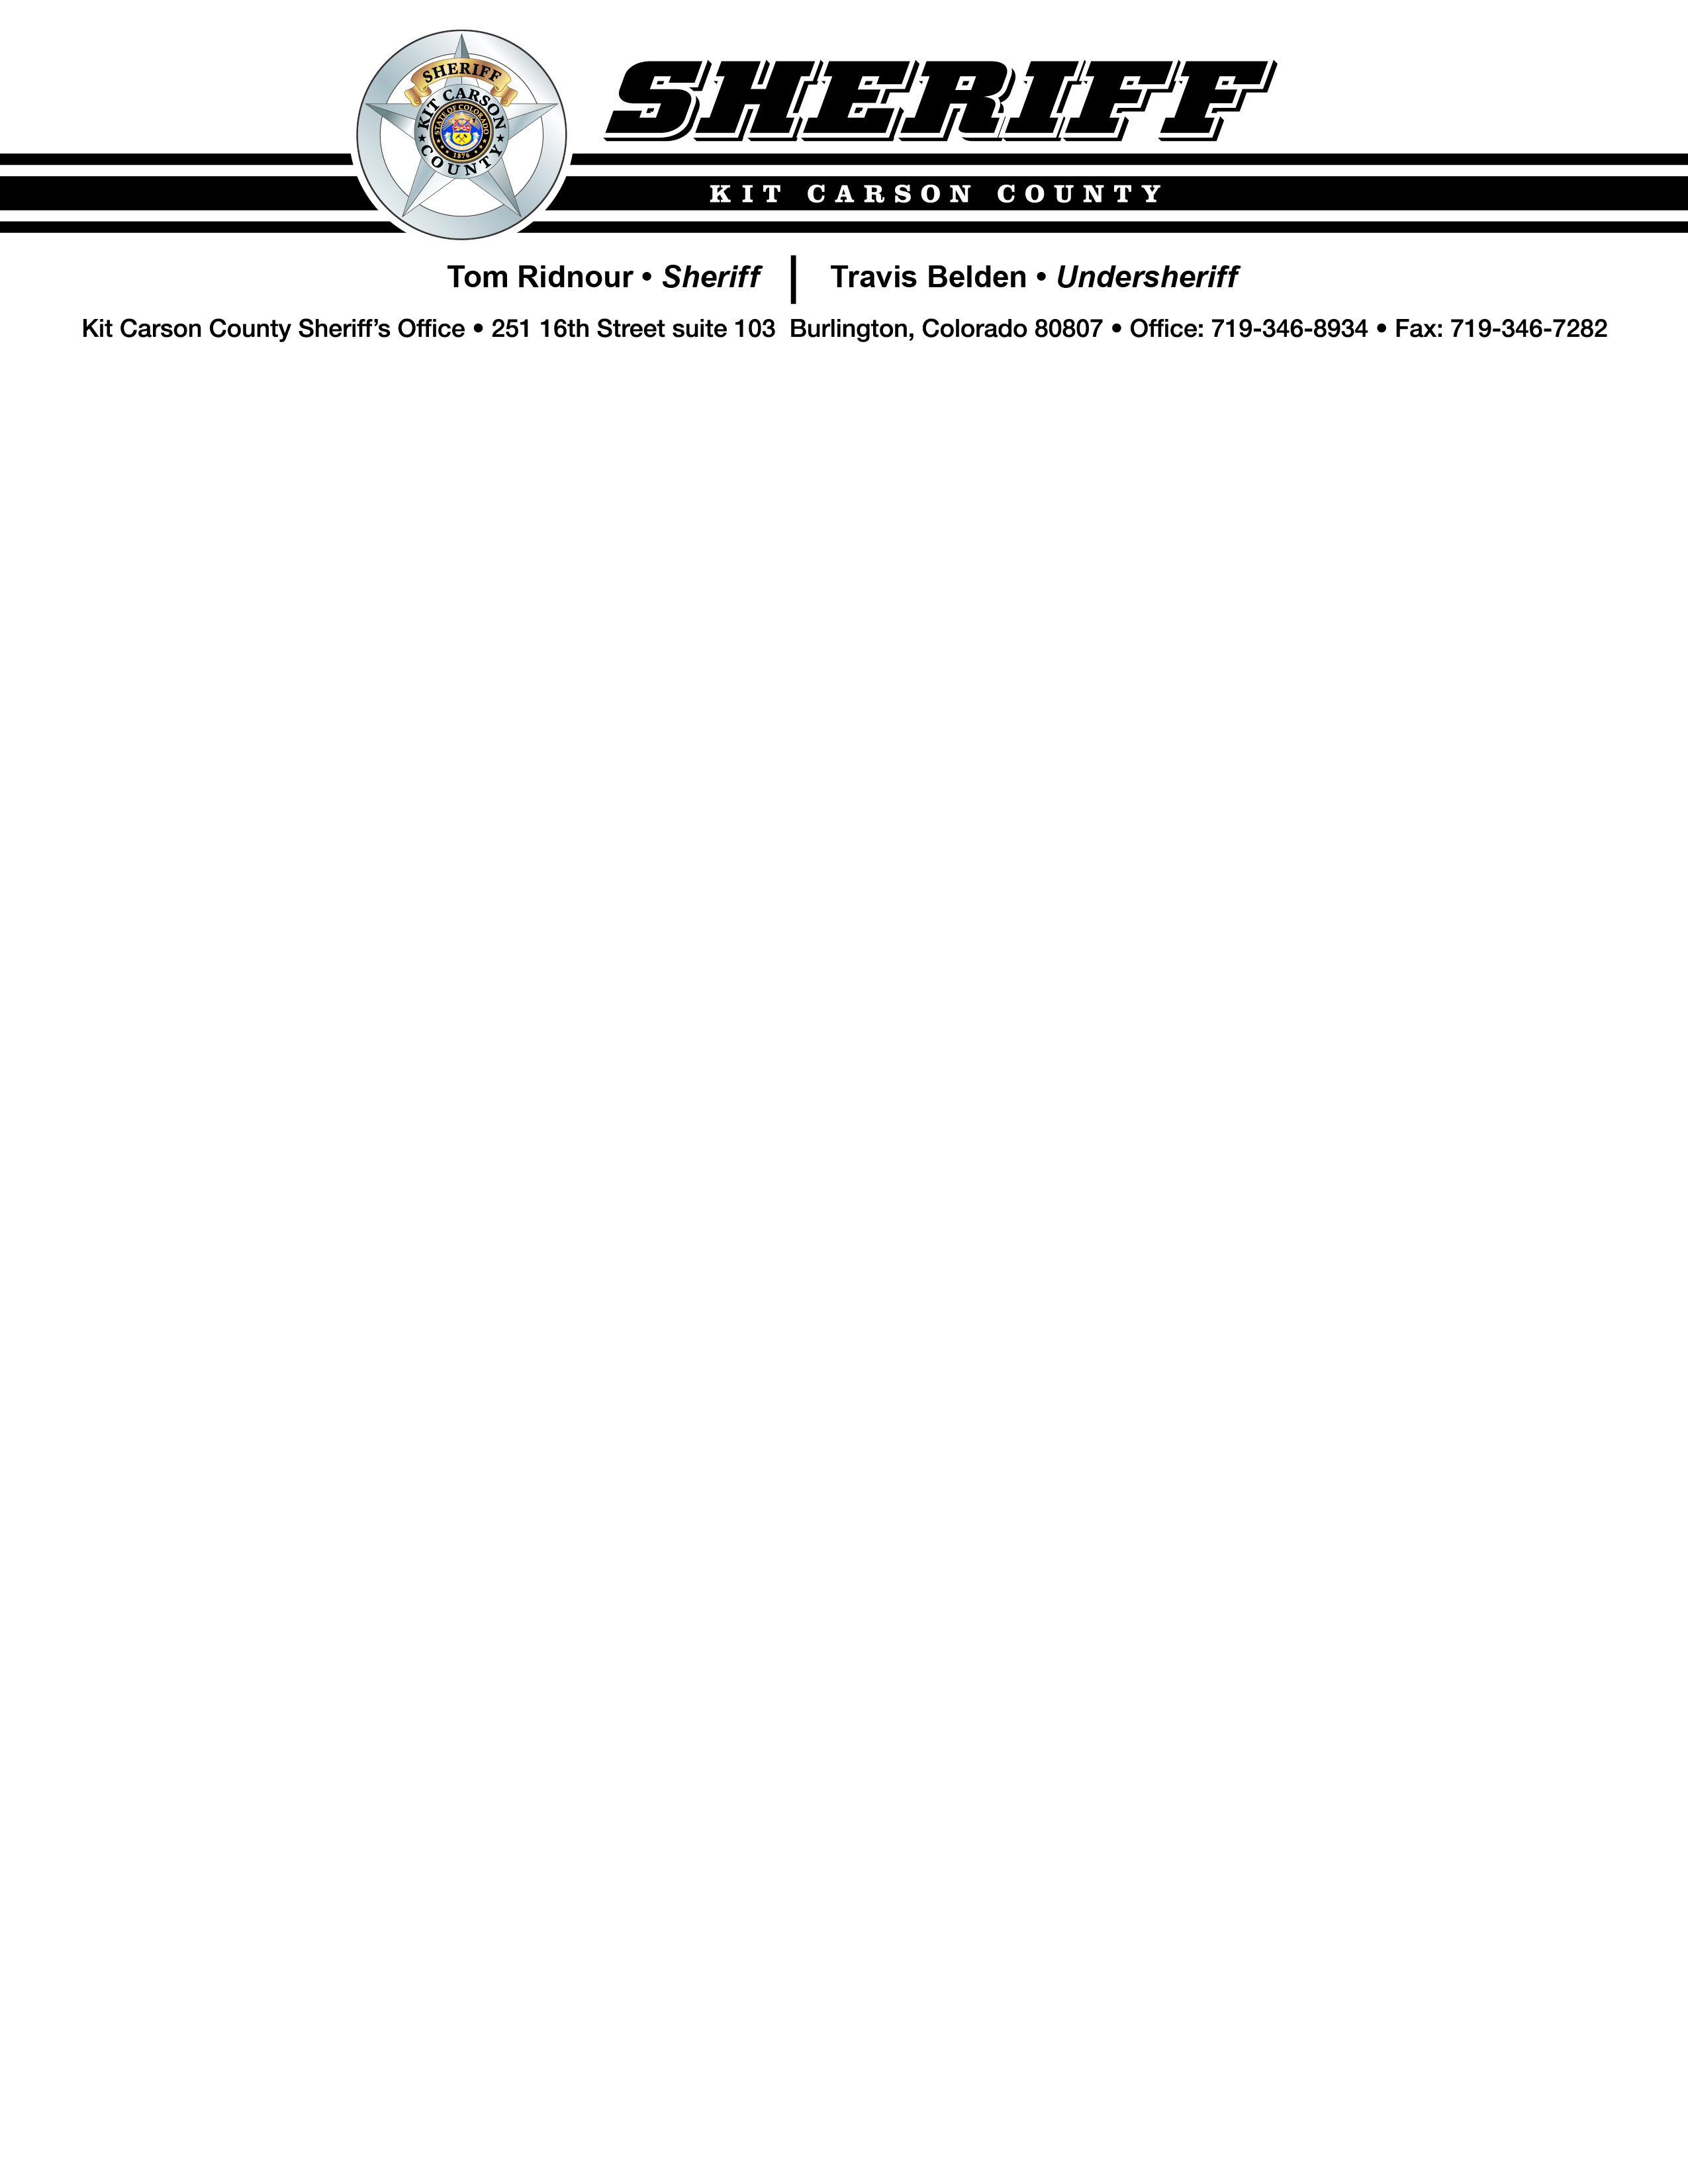 SHERIFF
KIT CARSON
STATE OF COLORADO
1876
COUNTY
SHERIFF
KIT CARSON COUNTY
Tom Ridnour • Sheriff | Travis Belden • Undersheriff
Kit Carson County Sheriff’s Office • 251 16th Street suite 103  Burlington, Colorado 80807 • Office: 719-346-8934 • Fax: 719-346-7282